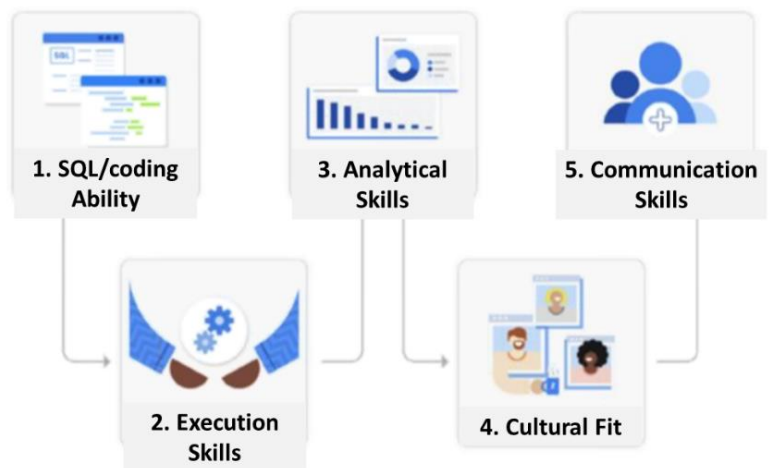 SQL
1. SQL/coding
Ability
2. Execution
Skills
3. Analytical
Skills
4. Cultural Fit
5. Communication
Skills